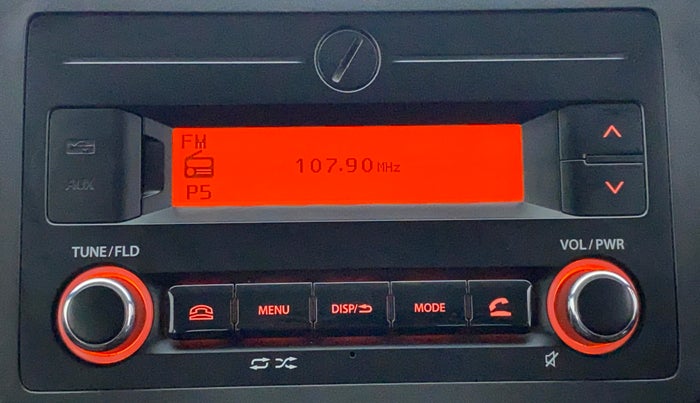 FM
107.90 MHz
P5
AUX
TUNE/FLD
VOL/PWR
MENU
DISP/
MODE